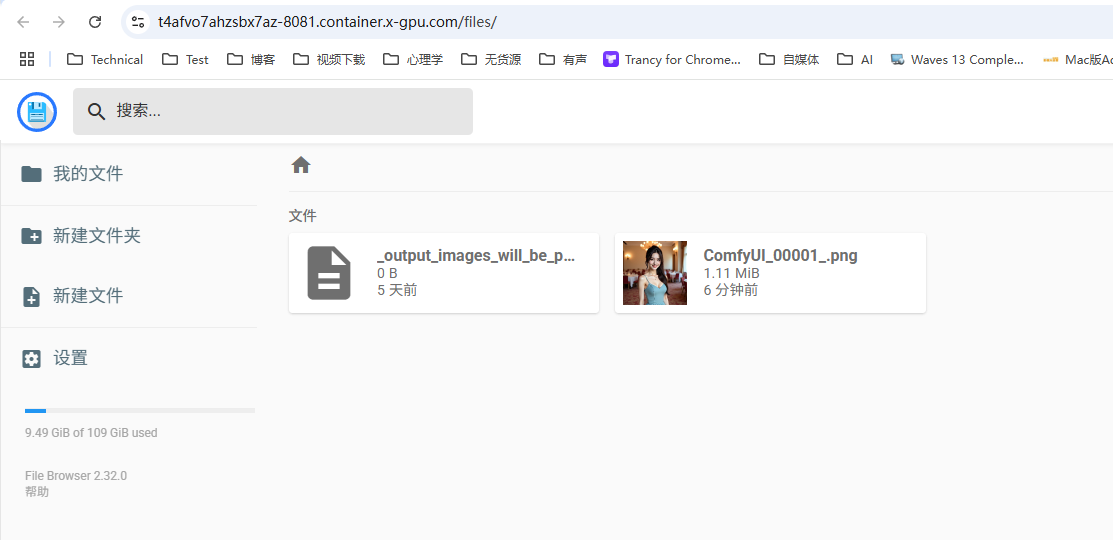 t4afvo7ahzsbx7az-8081.container.x-gpu.com/files/
Technical Test 博客 视频下载 心理学 无货源 有声 Trancy for Chrome... 自媒体 AI Waves 13 Comple... Mac版Ac
搜索...
我的文件
新建文件夹
新建文件
设置
9.49 GiB of 109 GiB used
File Browser 2.32.0
帮助
文件
_output_images_will_be_p...
0 B
5 天前
ComfyUI_00001_.png
1.11 MiB
6 分钟前